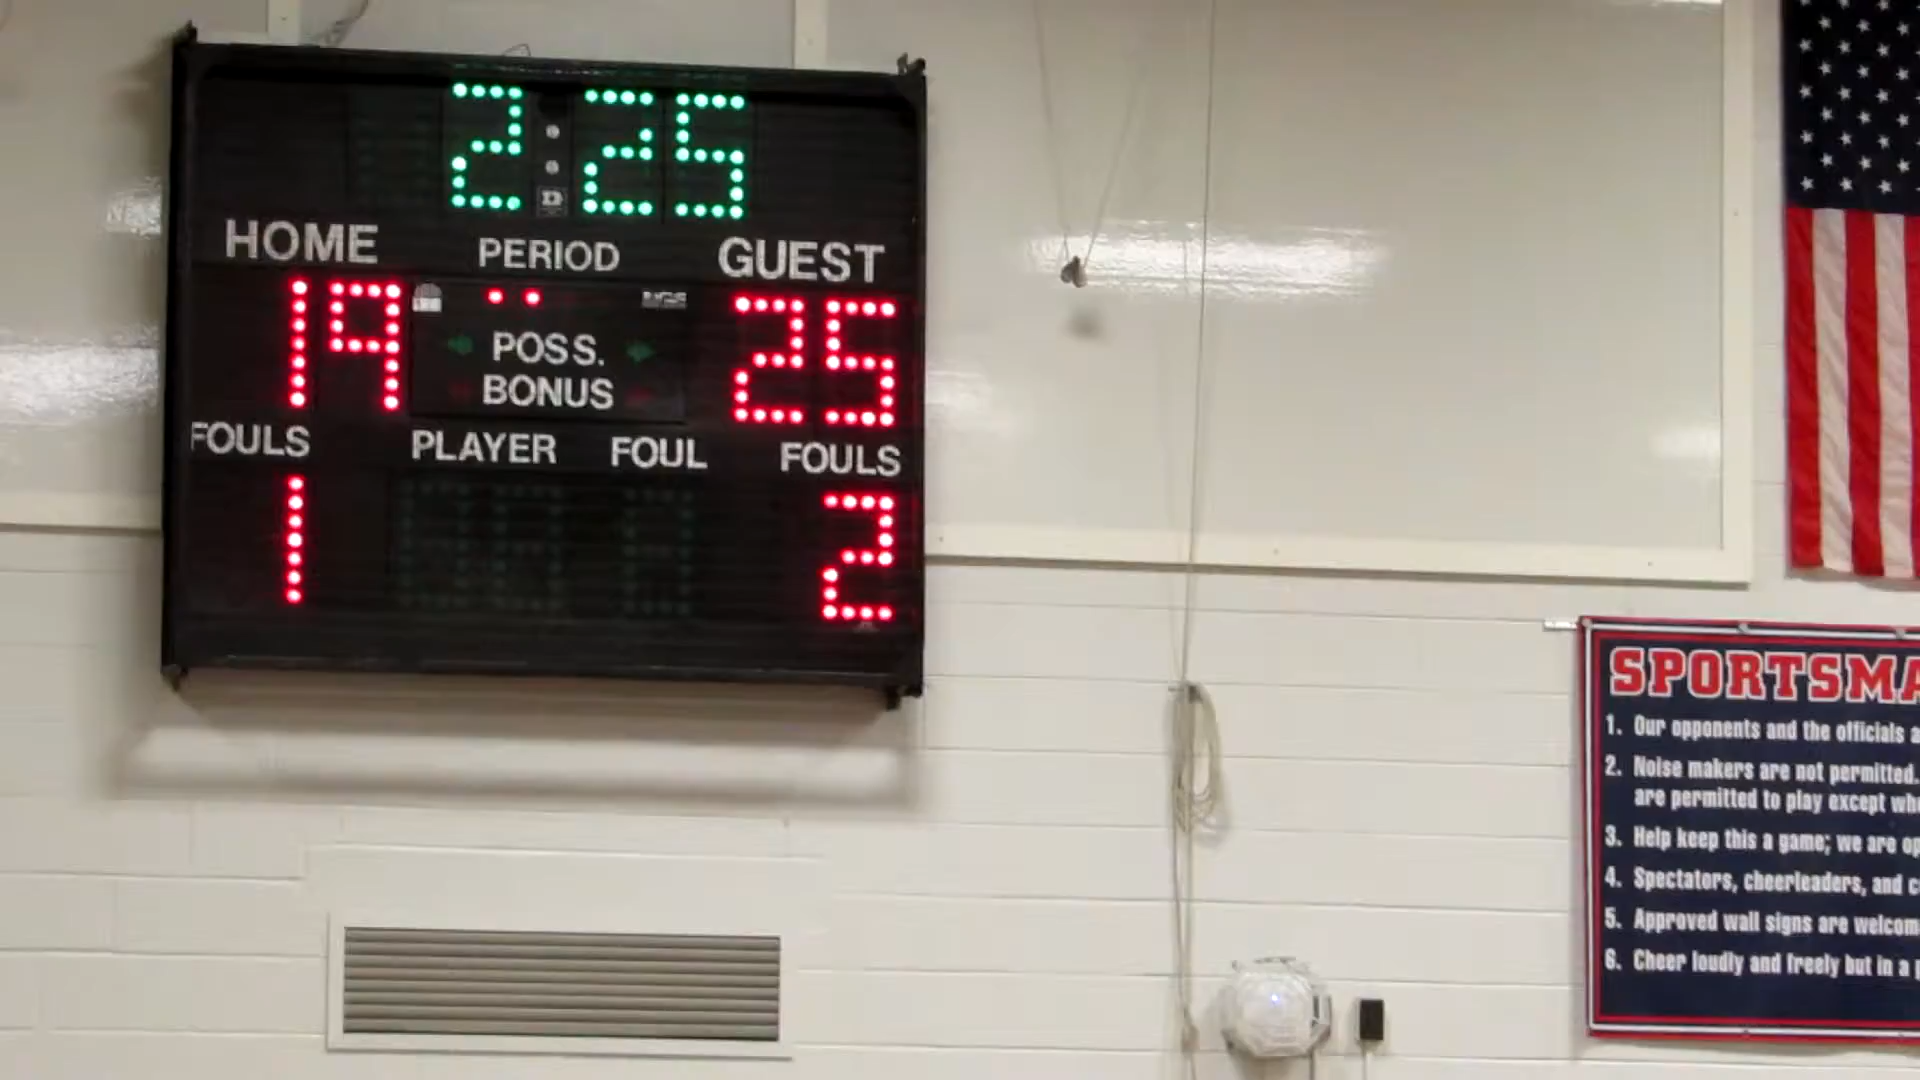 2:25
HOME PERIOD GUEST
19 25
POSS.
BONUS
FOULS PLAYER FOUL FOULS
1 2
SPORTSMA
1. Our opponents and the officials a
2. Noise makers are not permitted.
are permitted to play except whe
3. Help keep this a game; we are op
4. Spectators, cheerleaders, and c
5. Approved wall signs are welcom
6. Cheer loudly and freely but in a p